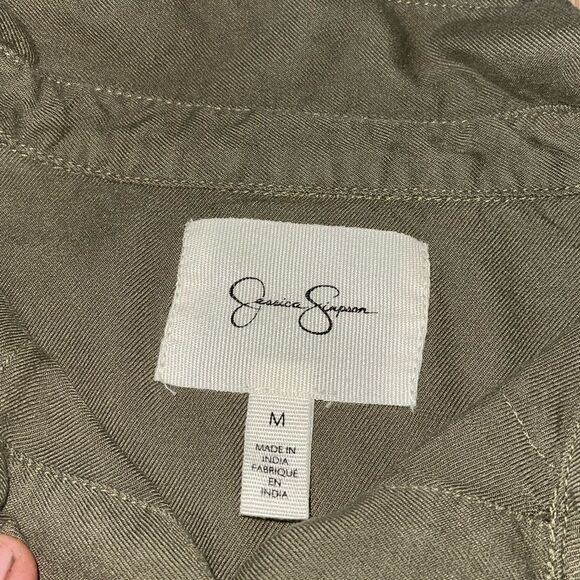 Jessica Simpson
M
MADE IN
INDIA
FABRIQUÉ
EN
INDIA